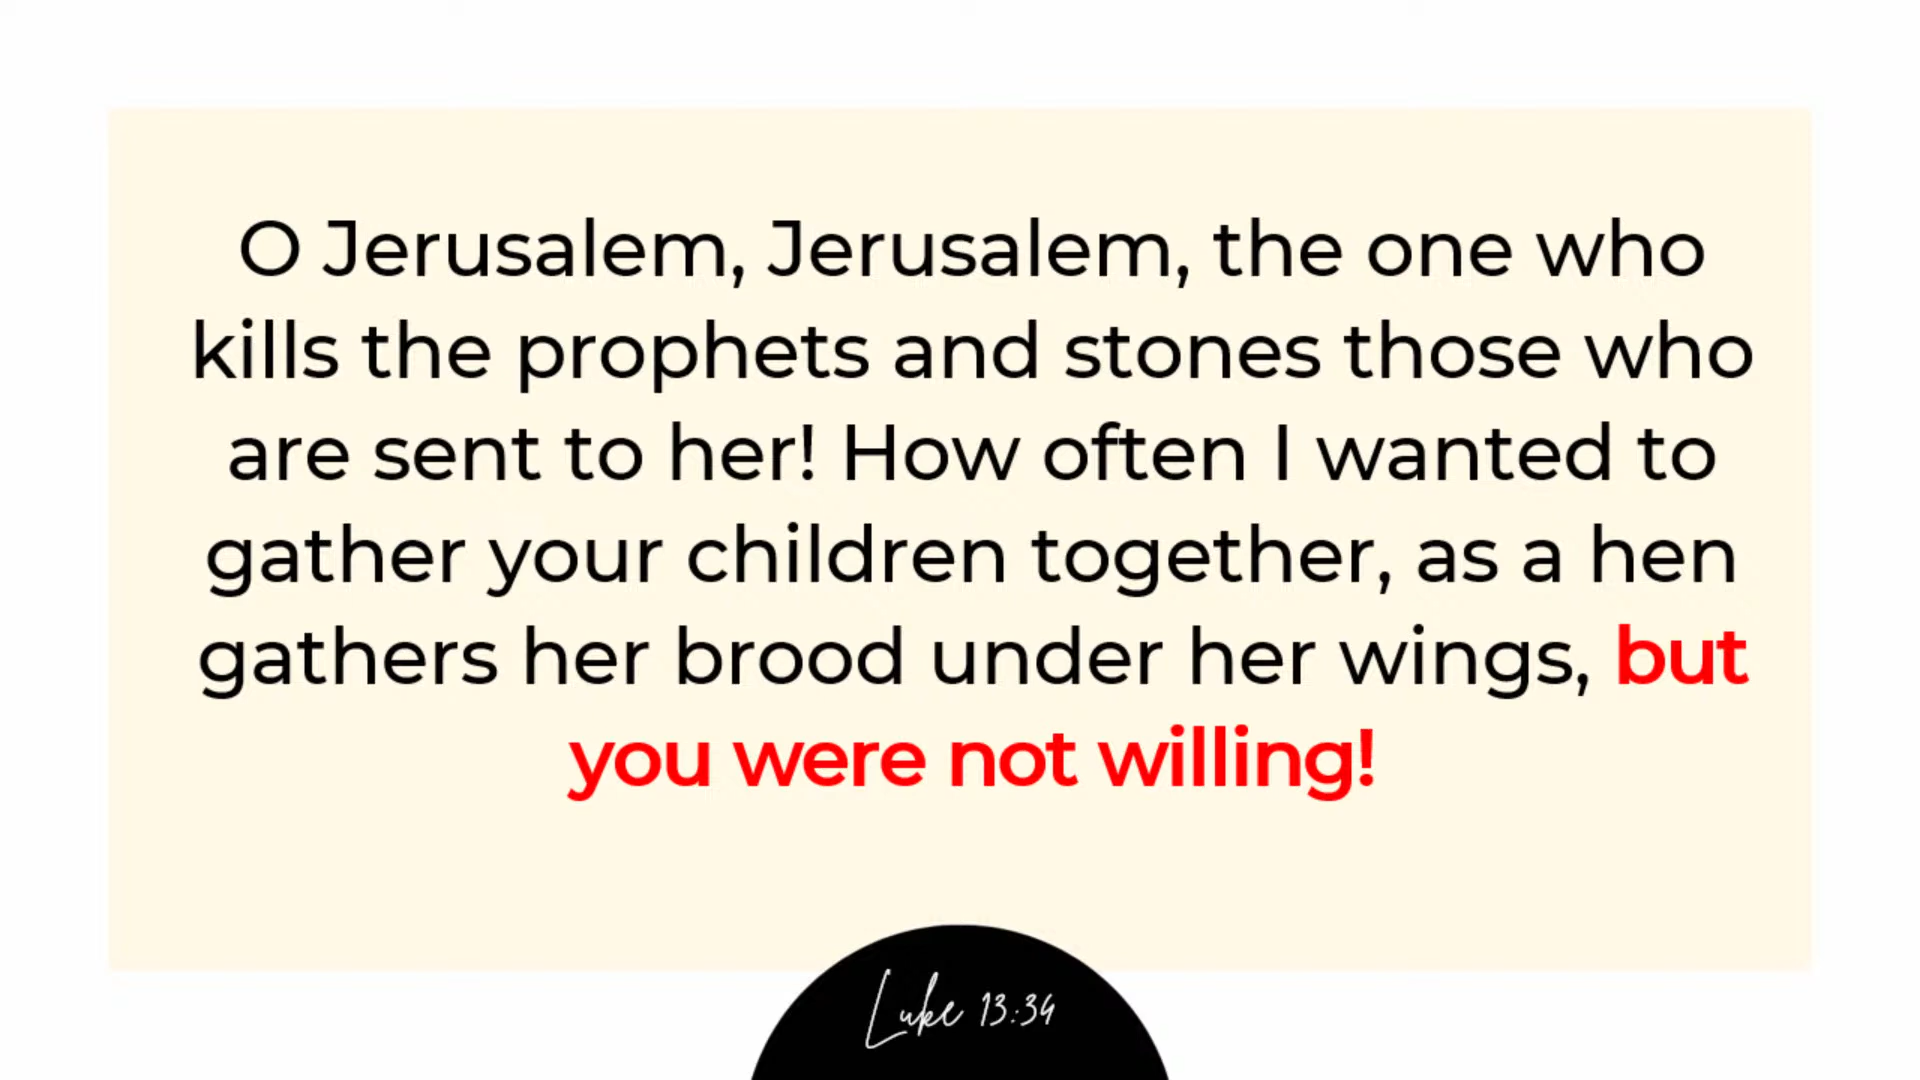 O Jerusalem, Jerusalem, the one who
kills the prophets and stones those who
are sent to her! How often I wanted to
gather your children together, as a hen
gathers her brood under her wings, but
you were not willing!
Luke 13:34